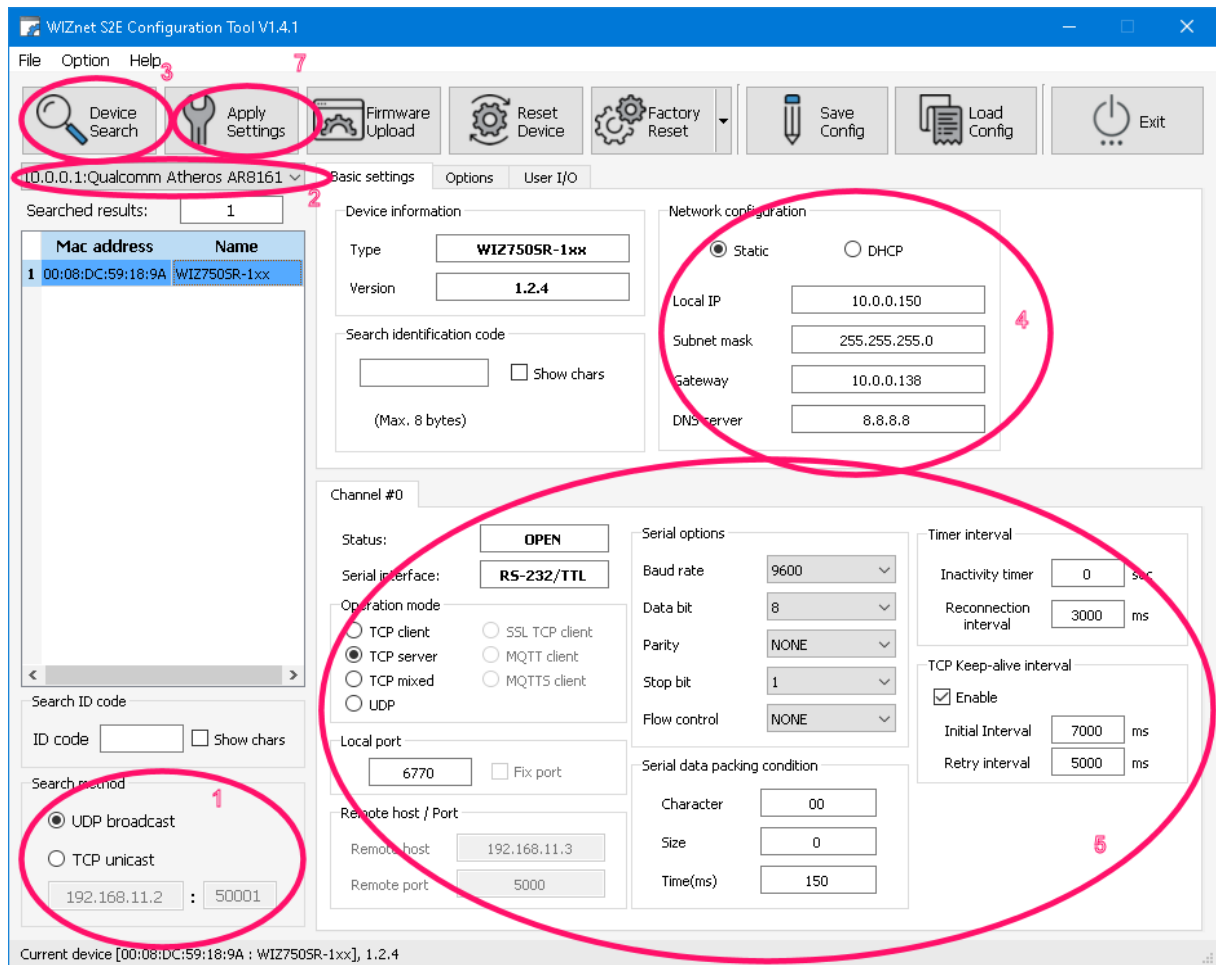 WIZnet S2E Configuration Tool V1.4.1
File Option Help
3
7
Device Search
Apply Settings
Firmware Upload
Reset Device
Factory Reset
Save Config
Load Config
Exit
10.0.0.1:Qualcomm Atheros AR8161
2
Searched results: 1
Mac address Name
1 00:08:DC:59:18:9A WIZ750SR-1xx
Search ID code
ID code Show chars
Search method
1
UDP broadcast
TCP unicast
192.168.11.2 : 50001
Basic settings Options User I/O
Device information
Type WIZ750SR-1xx
Version 1.2.4
Search identification code
Show chars
(Max. 8 bytes)
Network configuration
Static DHCP
Local IP 10.0.0.150
4
Subnet mask 255.255.255.0
Gateway 10.0.0.138
DNS server 8.8.8.8
Channel #0
Status: OPEN
Serial interface: RS-232/TTL
Operation mode
TCP client SSL TCP client
TCP server MQTT client
TCP mixed MQTTS client
UDP
Local port
6770 Fix port
Remote host / Port
Remote host 192.168.11.3
Remote port 5000
Serial options
Baud rate 9600
Data bit 8
Parity NONE
Stop bit 1
Flow control NONE
Serial data packing condition
Character 00
Size 0
Time(ms) 150
Timer interval
Inactivity timer 0 sec
Reconnection interval 3000 ms
TCP Keep-alive interval
Enable
Initial Interval 7000 ms
Retry interval 5000 ms
5
Current device [00:08:DC:59:18:9A : WIZ750SR-1xx], 1.2.4